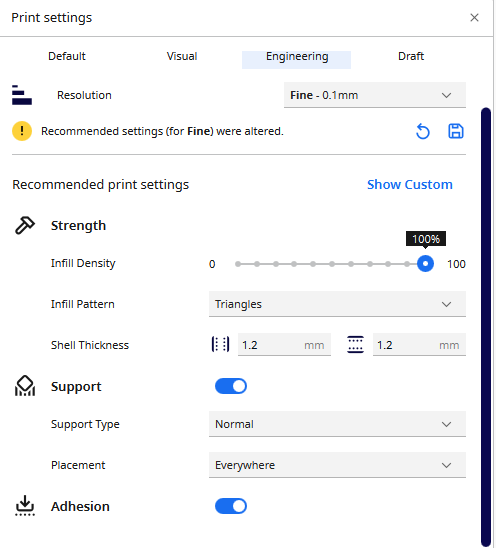 Print settings
Default Visual Engineering Draft
Resolution Fine - 0.1mm
! Recommended settings (for Fine) were altered.
Recommended print settings Show Custom
Strength
100%
Infill Density 0 100
Infill Pattern Triangles
Shell Thickness 1.2 mm 1.2 mm
Support
Support Type Normal
Placement Everywhere
Adhesion